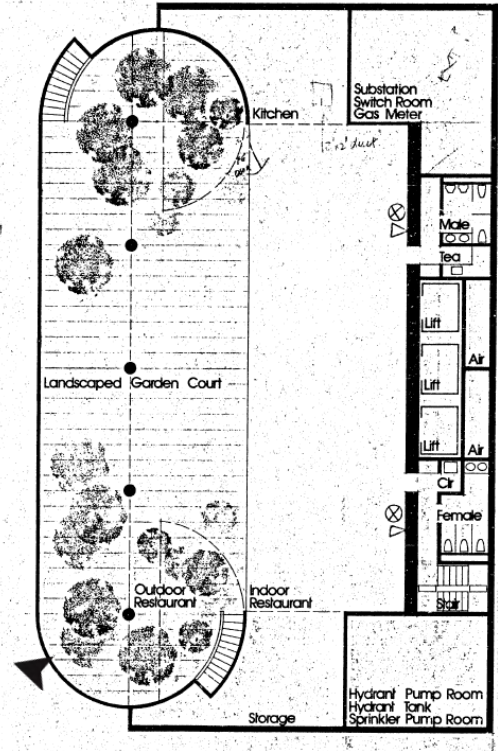 Substation
Switch Room
Gas Meter
Kitchen
duct
Male
Tea
Lift
Air
Lift
Landscaped Garden Court
Lift
Air
Clr
Female
Outdoor
Restaurant
Indoor
Restaurant
Stair
Hydrant Pump Room
Hydrant Tank
Sprinkler Pump Room
Storage